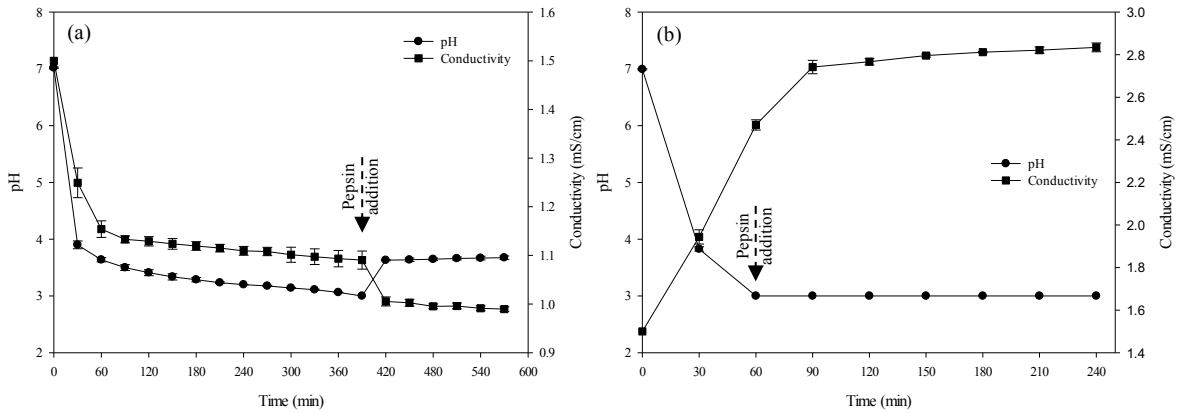 (a)
pH
Conductivity
Pepsin
addition
8
7
6
5
4
3
2
pH
1.6
1.5
1.4
1.3
1.2
1.1
1.0
0.9
Conductivity (mS/cm)
0 60 120 180 240 300 360 420 480 540 600
Time (min)
(b)
pH
Conductivity
Pepsin
addition
8
7
6
5
4
3
2
pH
3.0
2.8
2.6
2.4
2.2
2.0
1.8
1.6
1.4
Conductivity (mS/cm)
0 30 60 90 120 150 180 210 240
Time (min)